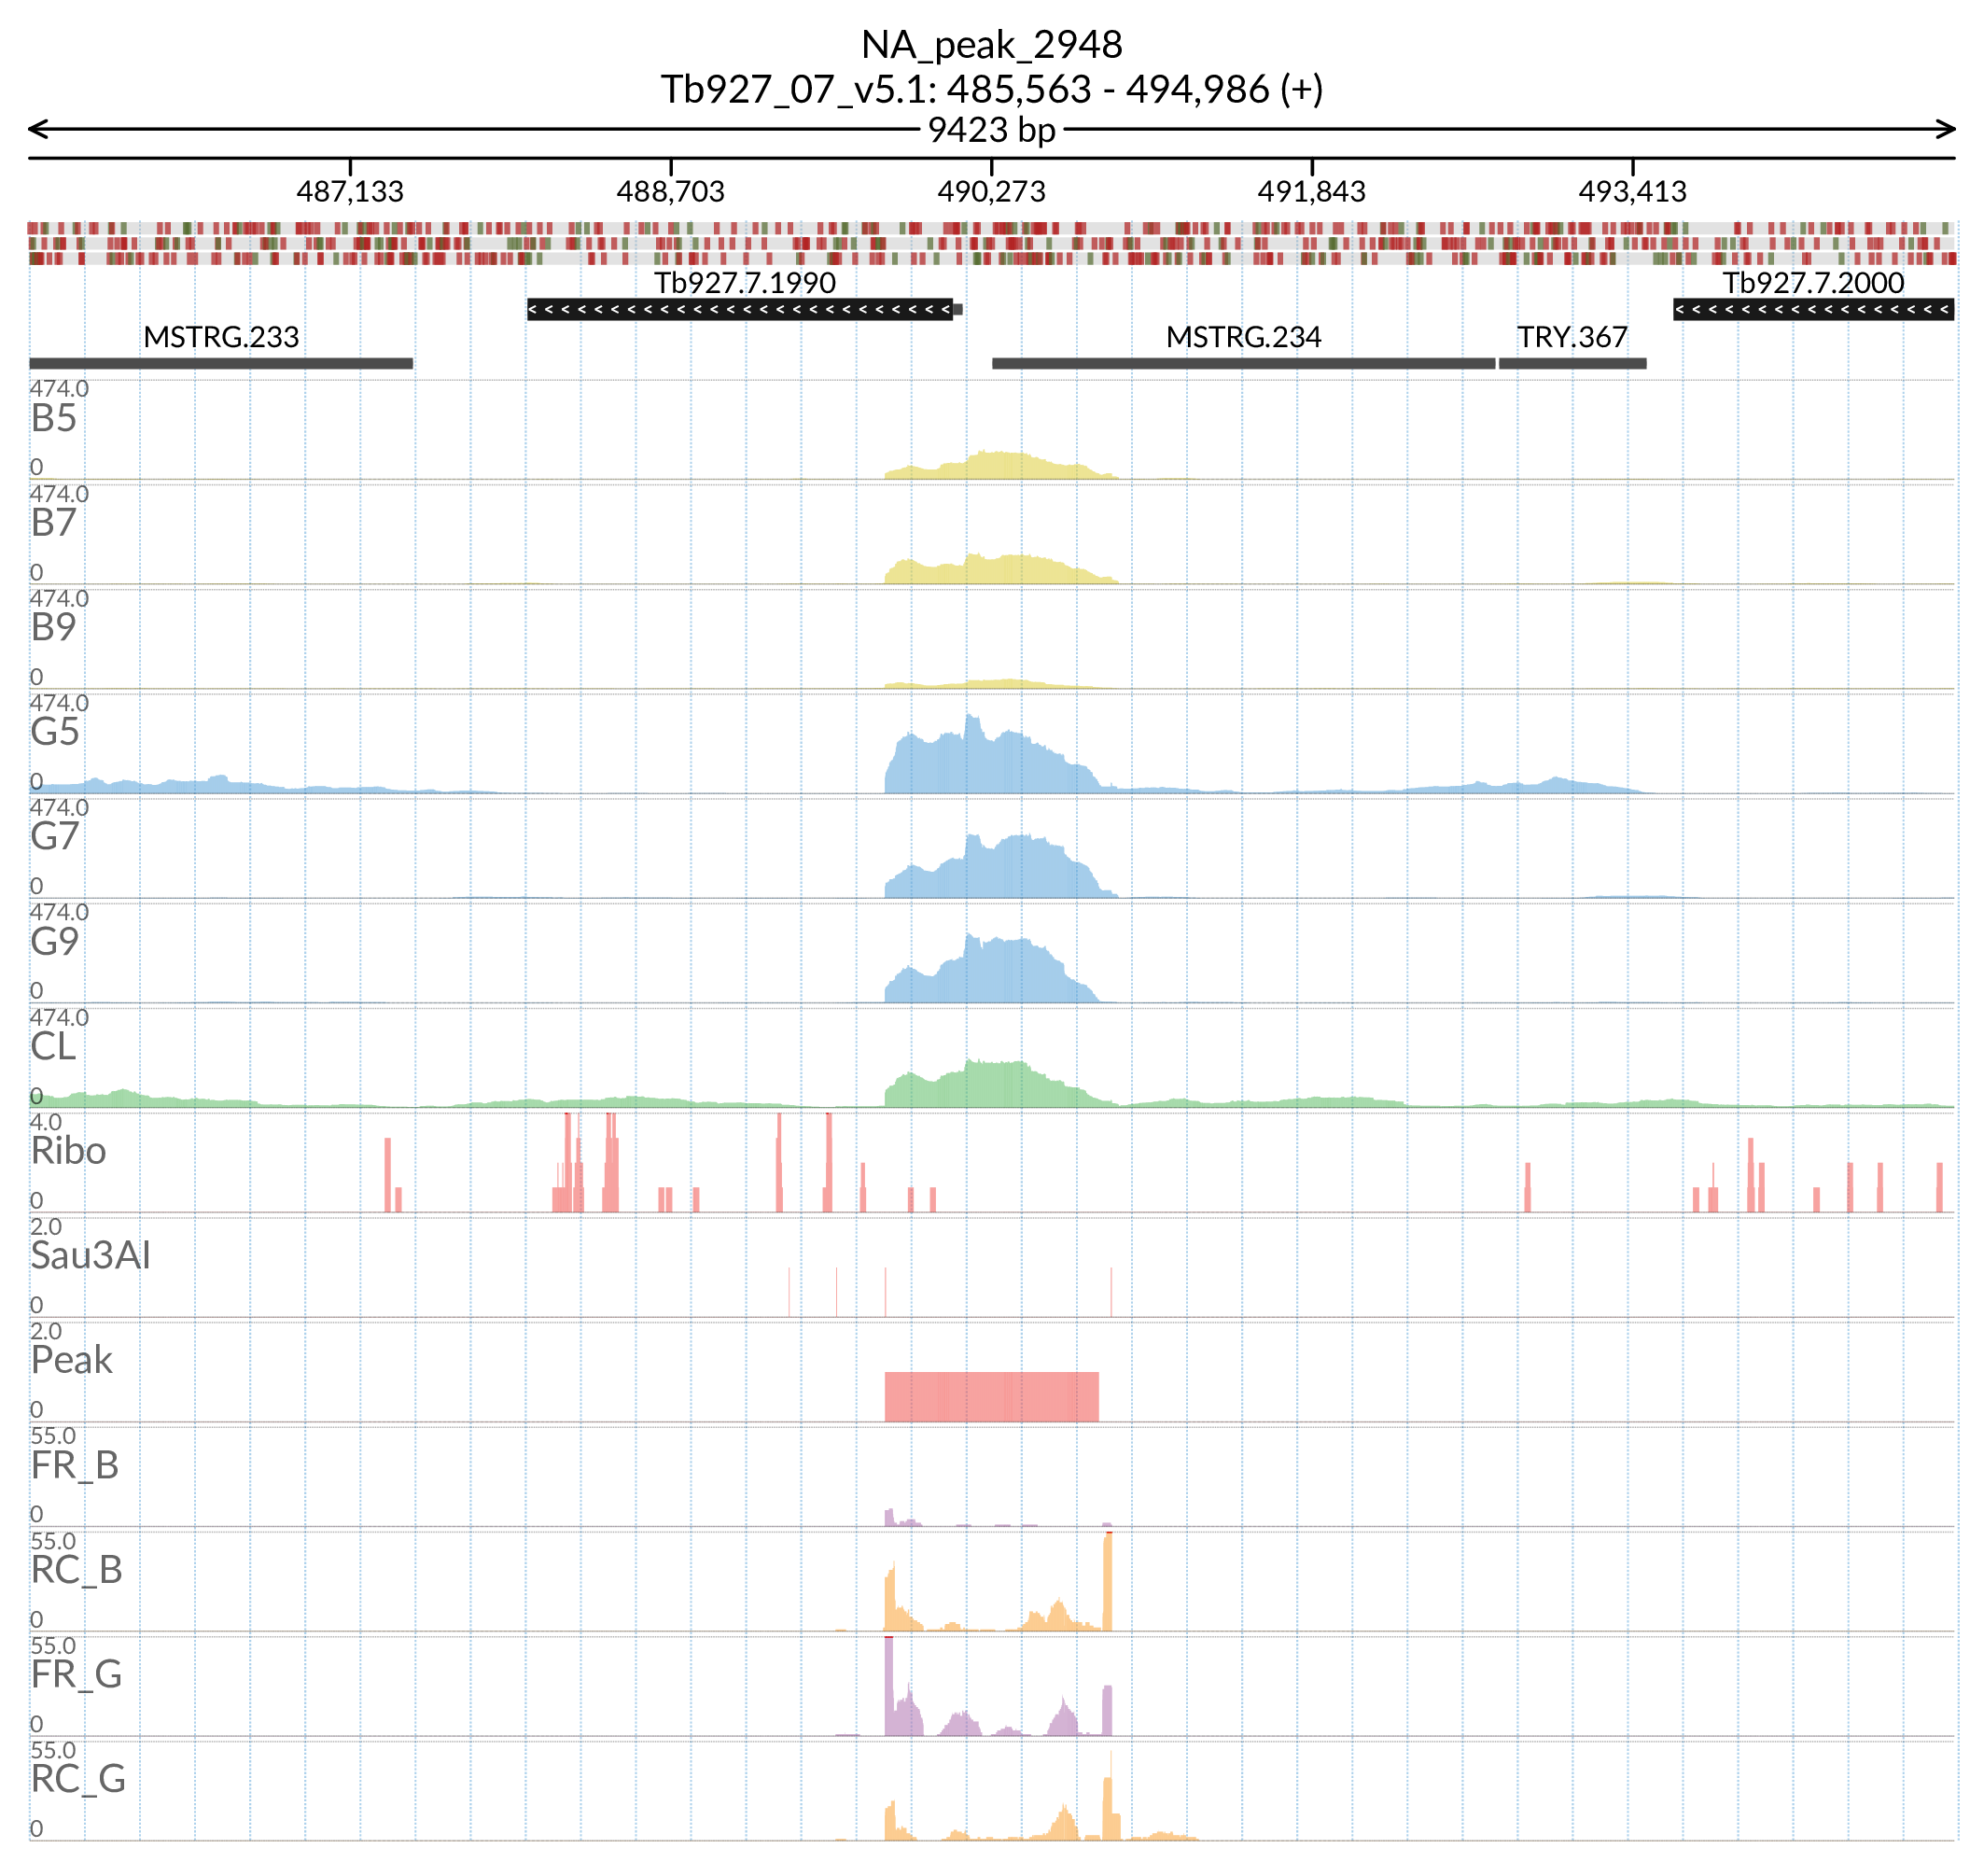 NA_peak_2948
Tb927_07_v5.1: 485,563 - 494,986 (+)
9423 bp
487,133 488,703 490,273 491,843 493,413
Tb927.7.1990 Tb927.7.2000
MSTRG.233 MSTRG.234 TRY.367
474.0
B5
0
474.0
B7
0
474.0
B9
0
474.0
G5
0
474.0
G7
0
474.0
G9
0
474.0
CL
0
4.0
Ribo
0
2.0
Sau3AI
0
2.0
Peak
0
55.0
FR_B
0
55.0
RC_B
0
55.0
FR_G
0
55.0
RC_G
0